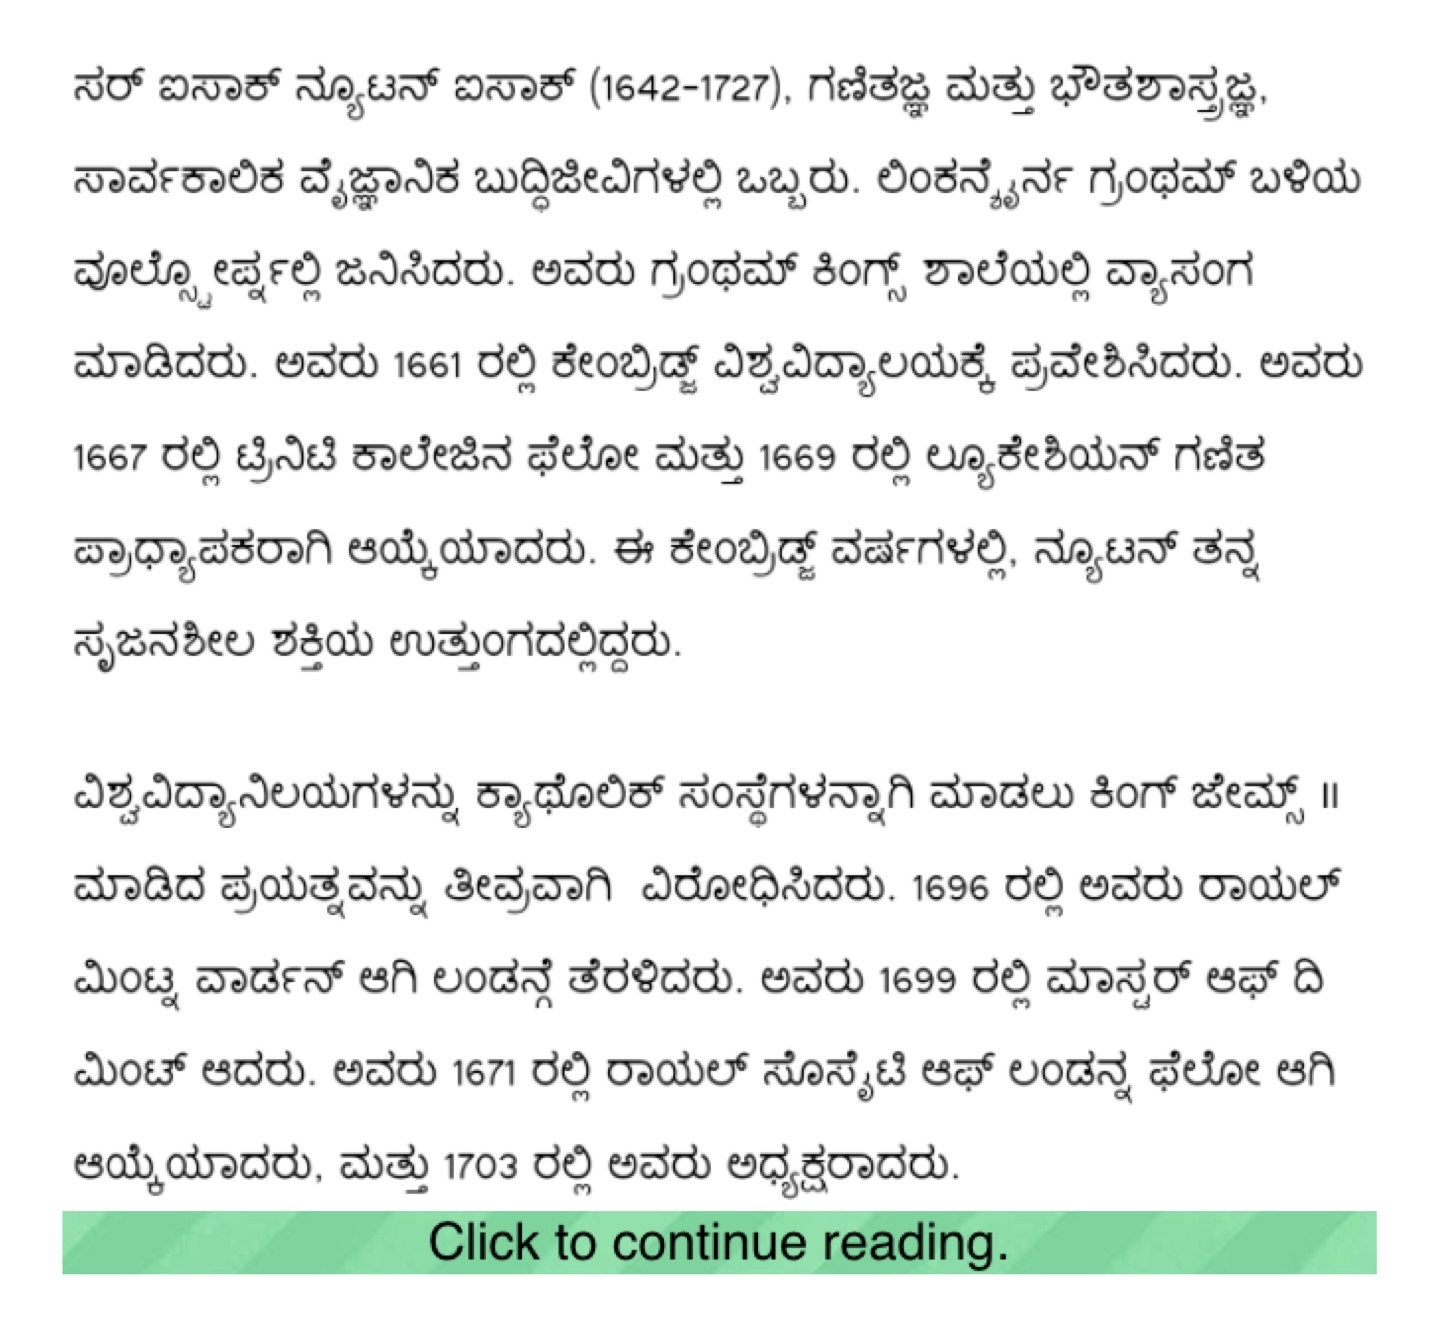 ಸರ್ ಐಸಾಕ್ ನ್ಯೂಟನ್ ಐಸಾಕ್ (1642-1727), ಗಣಿತಜ್ಞ ಮತ್ತು ಭೌತಶಾಸ್ತ್ರಜ್ಞ,
ಸಾರ್ವಕಾಲಿಕ ವೈಜ್ಞಾನಿಕ ಬುದ್ಧಿಜೀವಿಗಳಲ್ಲಿ ಒಬ್ಬರು. ಲಿಂಕನ್ಶೈರ್ನ ಗ್ರಂಥಮ್ ಬಳಿಯ
ವೂಲ್ಸ್ಟೋರ್ಪ್ನಲ್ಲಿ ಜನಿಸಿದರು. ಅವರು ಗ್ರಂಥಮ್ ಕಿಂಗ್ಸ್ ಶಾಲೆಯಲ್ಲಿ ವ್ಯಾಸಂಗ
ಮಾಡಿದರು. ಅವರು 1661 ರಲ್ಲಿ ಕೇಂಬ್ರಿಡ್ಜ್ ವಿಶ್ವವಿದ್ಯಾಲಯಕ್ಕೆ ಪ್ರವೇಶಿಸಿದರು. ಅವರು
1667 ರಲ್ಲಿ ಟ್ರಿನಿಟಿ ಕಾಲೇಜಿನ ಫೆಲೋ ಮತ್ತು 1669 ರಲ್ಲಿ ಲ್ಯೂಕೇಶಿಯನ್ ಗಣಿತ
ಪ್ರಾಧ್ಯಾಪಕರಾಗಿ ಆಯ್ಕೆಯಾದರು. ಈ ಕೇಂಬ್ರಿಡ್ಜ್ ವರ್ಷಗಳಲ್ಲಿ, ನ್ಯೂಟನ್ ತನ್ನ
ಸೃಜನಶೀಲ ಶಕ್ತಿಯ ಉತ್ತುಂಗದಲ್ಲಿದ್ದರು.
ವಿಶ್ವವಿದ್ಯಾನಿಲಯಗಳನ್ನು ಕ್ಯಾಥೊಲಿಕ್ ಸಂಸ್ಥೆಗಳನ್ನಾಗಿ ಮಾಡಲು ಕಿಂಗ್ ಜೇಮ್ಸ್ II
ಮಾಡಿದ ಪ್ರಯತ್ನವನ್ನು ತೀವ್ರವಾಗಿ ವಿರೋಧಿಸಿದರು. 1696 ರಲ್ಲಿ ಅವರು ರಾಯಲ್
ಮಿಂಟ್ನ ವಾರ್ಡನ್ ಆಗಿ ಲಂಡನ್ಗೆ ತೆರಳಿದರು. ಅವರು 1699 ರಲ್ಲಿ ಮಾಸ್ಟರ್ ಆಫ್ ದಿ
ಮಿಂಟ್ ಆದರು. ಅವರು 1671 ರಲ್ಲಿ ರಾಯಲ್ ಸೊಸೈಟಿ ಆಫ್ ಲಂಡನ್ನ ಫೆಲೋ ಆಗಿ
ಆಯ್ಕೆಯಾದರು, ಮತ್ತು 1703 ರಲ್ಲಿ ಅವರು ಅಧ್ಯಕ್ಷರಾದರು.
Click to continue reading.